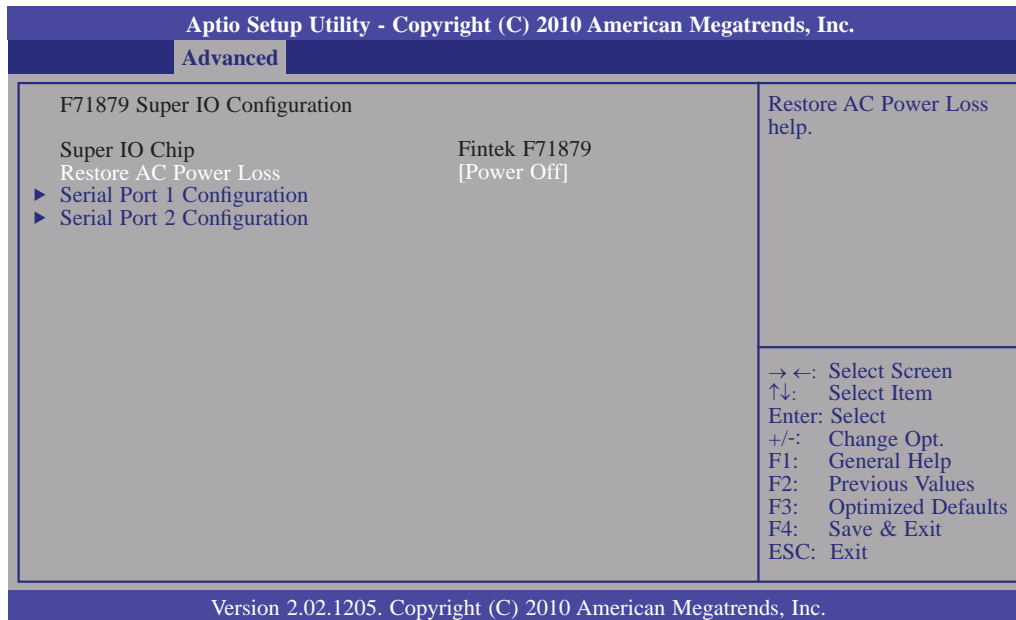 Aptio Setup Utility - Copyright (C) 2010 American Megatrends, Inc.
Advanced
F71879 Super IO Configuration
Super IO Chip Fintek F71879
Restore AC Power Loss [Power Off]
▶ Serial Port 1 Configuration
▶ Serial Port 2 Configuration
Restore AC Power Loss
help.
→ ←: Select Screen
↑↓: Select Item
Enter: Select
+/-: Change Opt.
F1: General Help
F2: Previous Values
F3: Optimized Defaults
F4: Save & Exit
ESC: Exit
Version 2.02.1205. Copyright (C) 2010 American Megatrends, Inc.